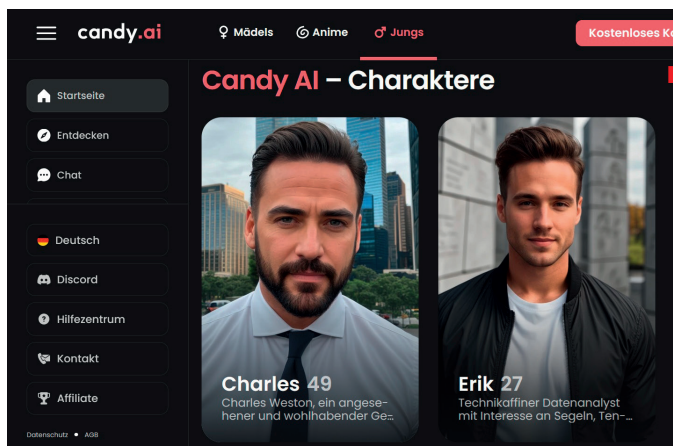 candy.ai
Mädels
Anime
Jungs
Kostenloses
Startseite
Entdecken
Chat
Deutsch
Discord
Hilfezentrum
Kontakt
Affiliate
Datenschutz • AGB
Candy AI – Charaktere
Charles 49
Charles Weston, ein angese-
hener und wohlhabender Ge...
Erik 27
Technikaffiner Datenanalyst
mit Interesse an Segeln, Ten-...